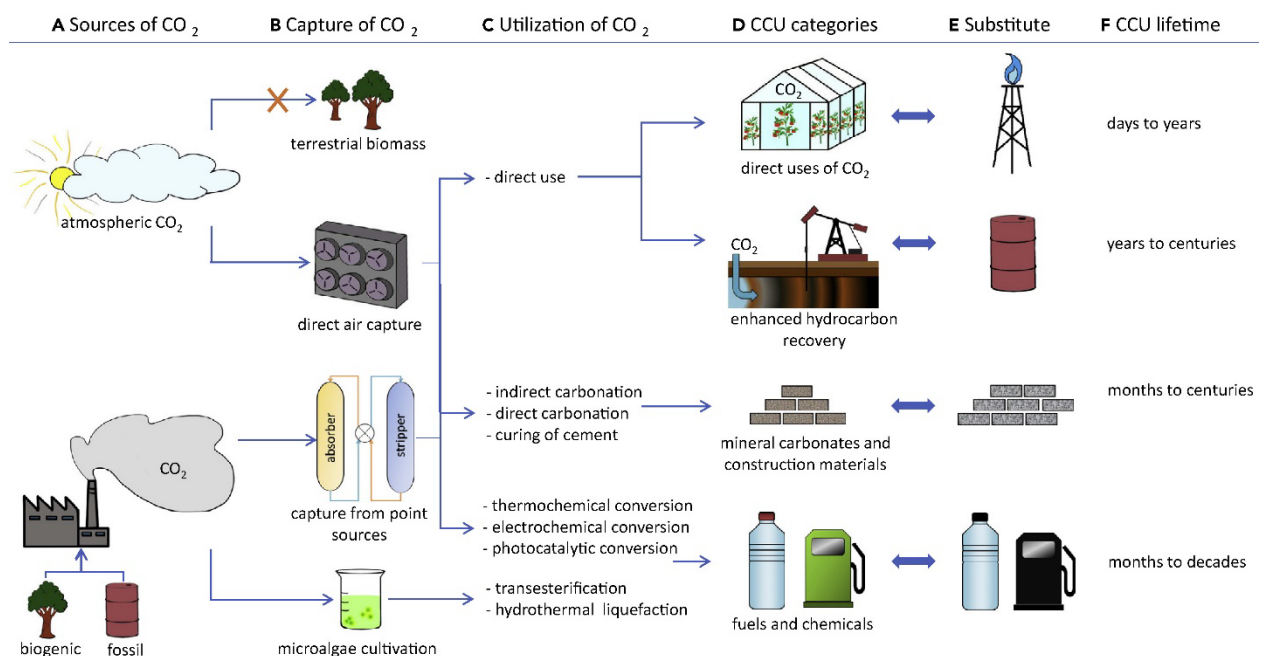 A Sources of CO 2
B Capture of CO 2
C Utilization of CO 2
D CCU categories
E Substitute
F CCU lifetime
atmospheric CO2
terrestrial biomass
direct air capture
- direct use
CO2
direct uses of CO2
days to years
CO2
enhanced hydrocarbon
recovery
years to centuries
CO2
biogenic
fossil
absorber
stripper
capture from point
sources
microalgae cultivation
- indirect carbonation
- direct carbonation
- curing of cement
mineral carbonates and
construction materials
months to centuries
- thermochemical conversion
- electrochemical conversion
- photocatalytic conversion
- transesterification
- hydrothermal liquefaction
fuels and chemicals
months to decades